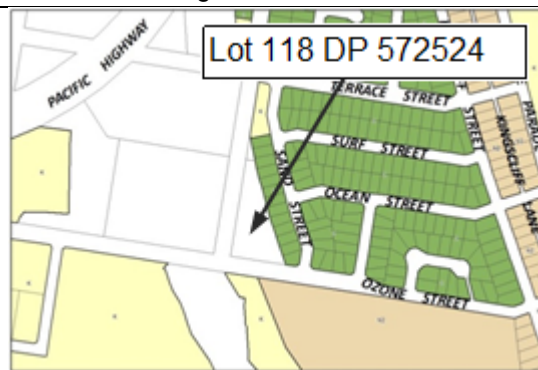 Lot 118 DP 572524
PACIFIC HIGHWAY
TERRACE STREET
SURF STREET
SAND STREET
OCEAN STREET
OZONE STREET
STREET
KINGSCLIFF LANE
PARADE